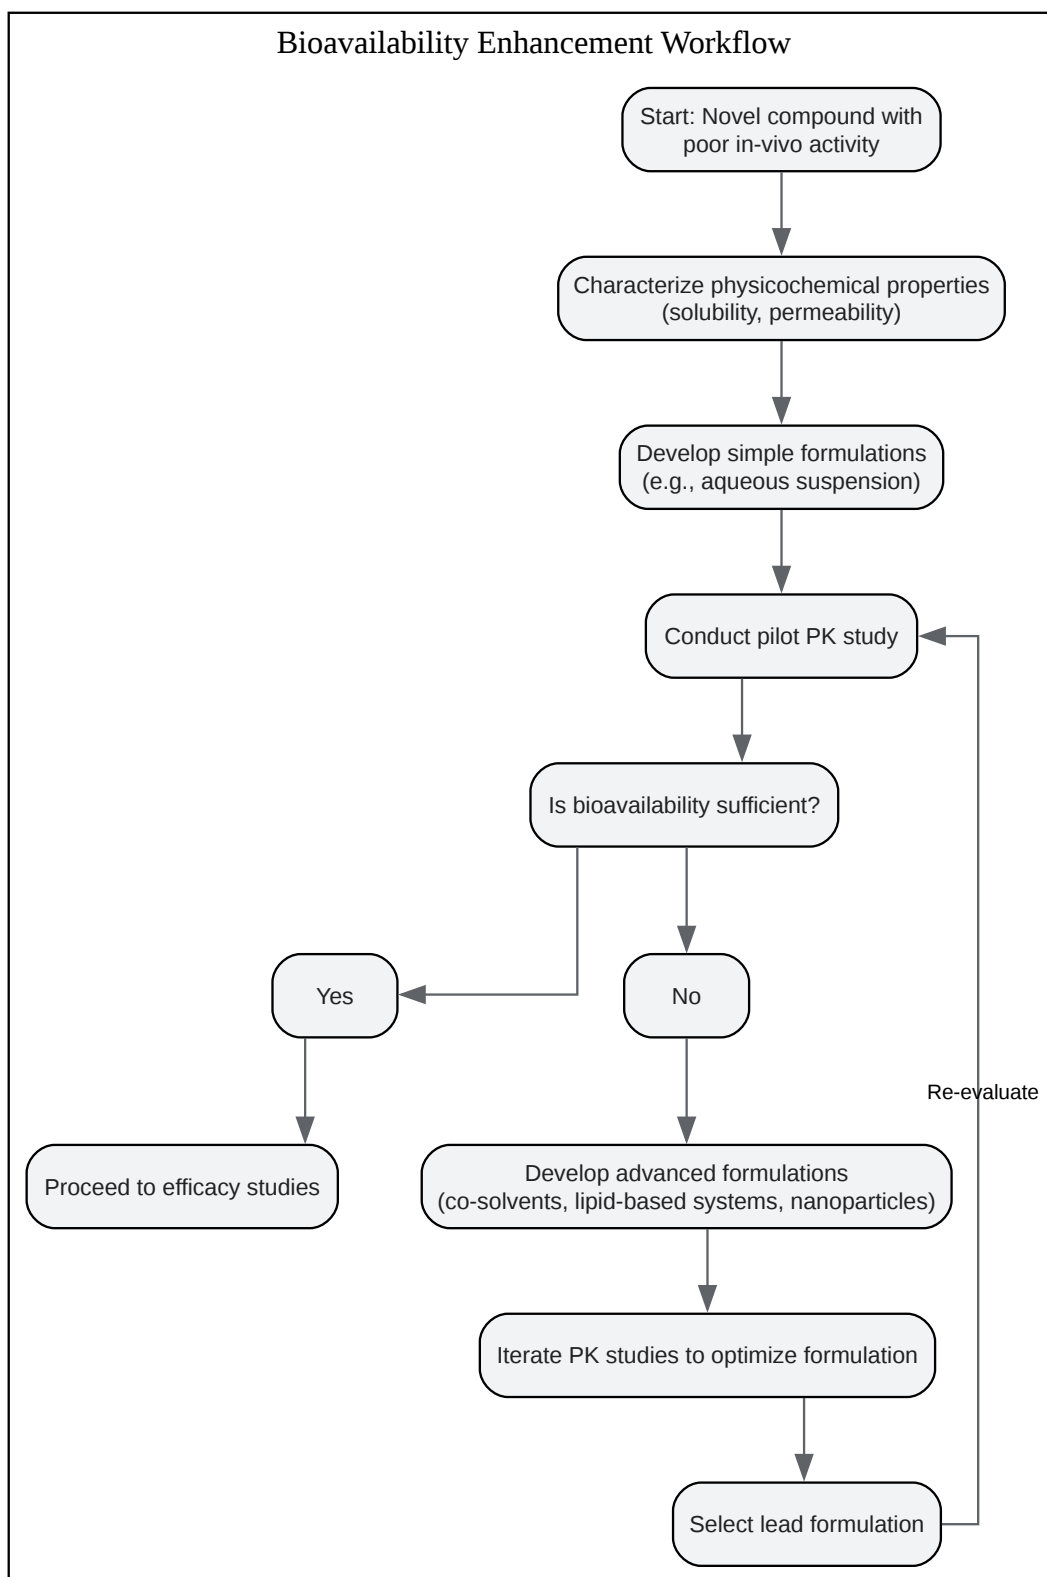 Bioavailability Enhancement Workflow
Start: Novel compound with
poor in-vivo activity
Characterize physicochemical properties
(solubility, permeability)
Develop simple formulations
(e.g., aqueous suspension)
Conduct pilot PK study
Is bioavailability sufficient?
Yes
No
Re-evaluate
Proceed to efficacy studies
Develop advanced formulations
(co-solvents, lipid-based systems, nanoparticles)
Iterate PK studies to optimize formulation
Select lead formulation